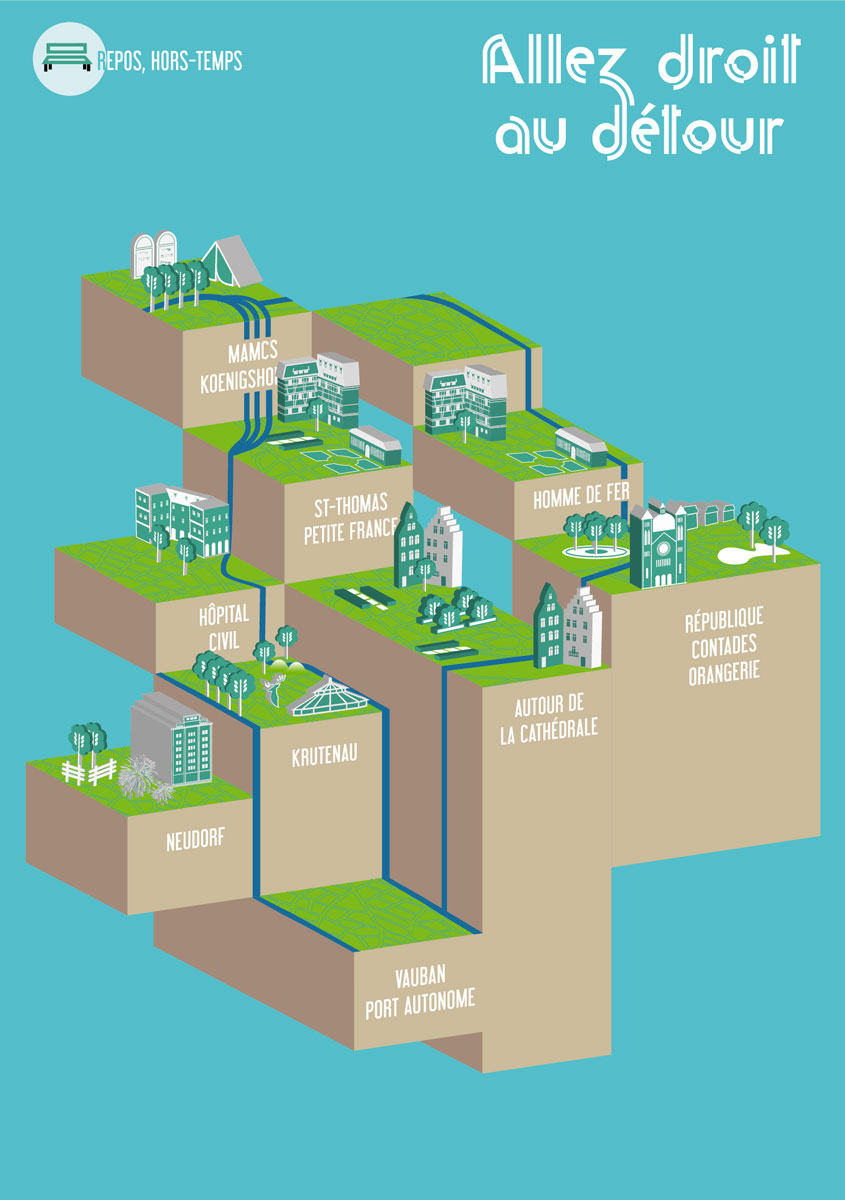 REPOS, HORS-TEMPS
Allez droit
au détour
MAMCS
ST-THOMAS
PETITE FRANCE
HOMME DE FER
HÔPITAL
CIVIL
RÉPUBLIQUE
CONTADES
ORANGERIE
AUTOUR DE
LA CATHÉDRALE
KRUTENAU
NEUDORF
VAUBAN
PORT AUTONOME